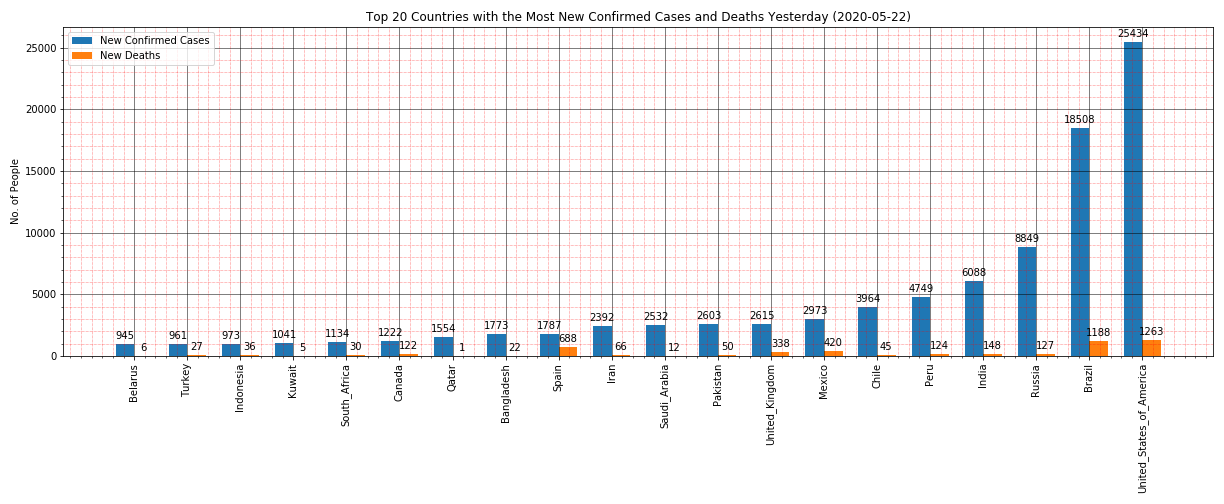 Top 20 Countries with the Most New Confirmed Cases and Deaths Yesterday (2020-05-22)
New Confirmed Cases
New Deaths
No. of People
25000
20000
15000
10000
5000
0
945
6
961
27
973
36
1041
5
1134
30
1222
122
1554
1
1773
22
1787
688
2392
66
2532
12
2603
50
2615
338
2973
420
3964
45
4749
124
6088
148
8849
127
18508
1188
25434
1263
Belarus
Turkey
Indonesia
Kuwait
South_Africa
Canada
Qatar
Bangladesh
Spain
Iran
Saudi_Arabia
Pakistan
United_Kingdom
Mexico
Chile
Peru
India
Russia
Brazil
United_States_of_America